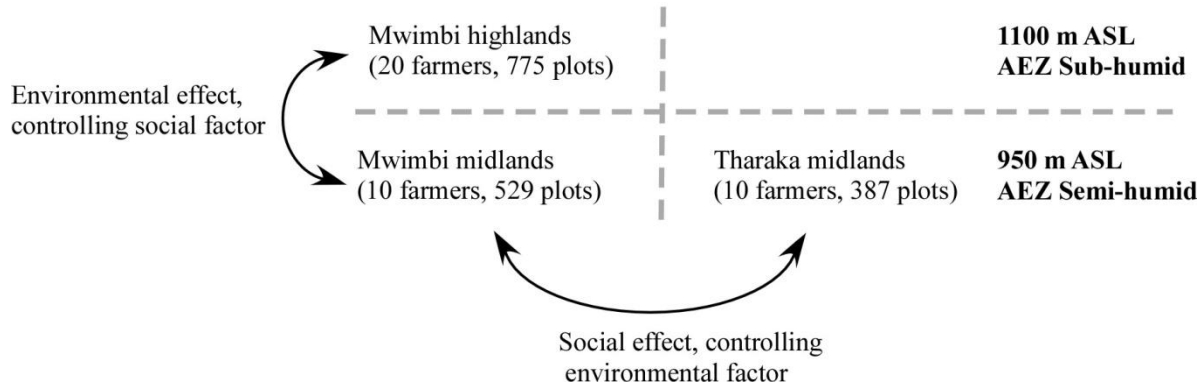 Mwimbi highlands
(20 farmers, 775 plots)
1100 m ASL
AEZ Sub-humid
Environmental effect,
controlling social factor
Mwimbi midlands
(10 farmers, 529 plots)
Tharaka midlands
(10 farmers, 387 plots)
950 m ASL
AEZ Semi-humid
Social effect, controlling
environmental factor